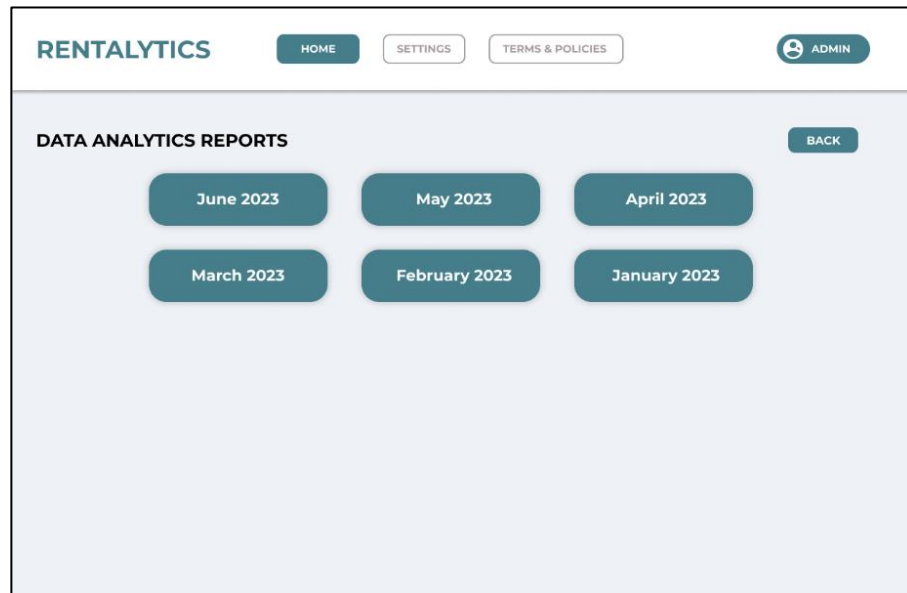 RENTALYTICS HOME SETTINGS TERMS & POLICIES ADMIN
DATA ANALYTICS REPORTS BACK
June 2023 May 2023 April 2023
March 2023 February 2023 January 2023